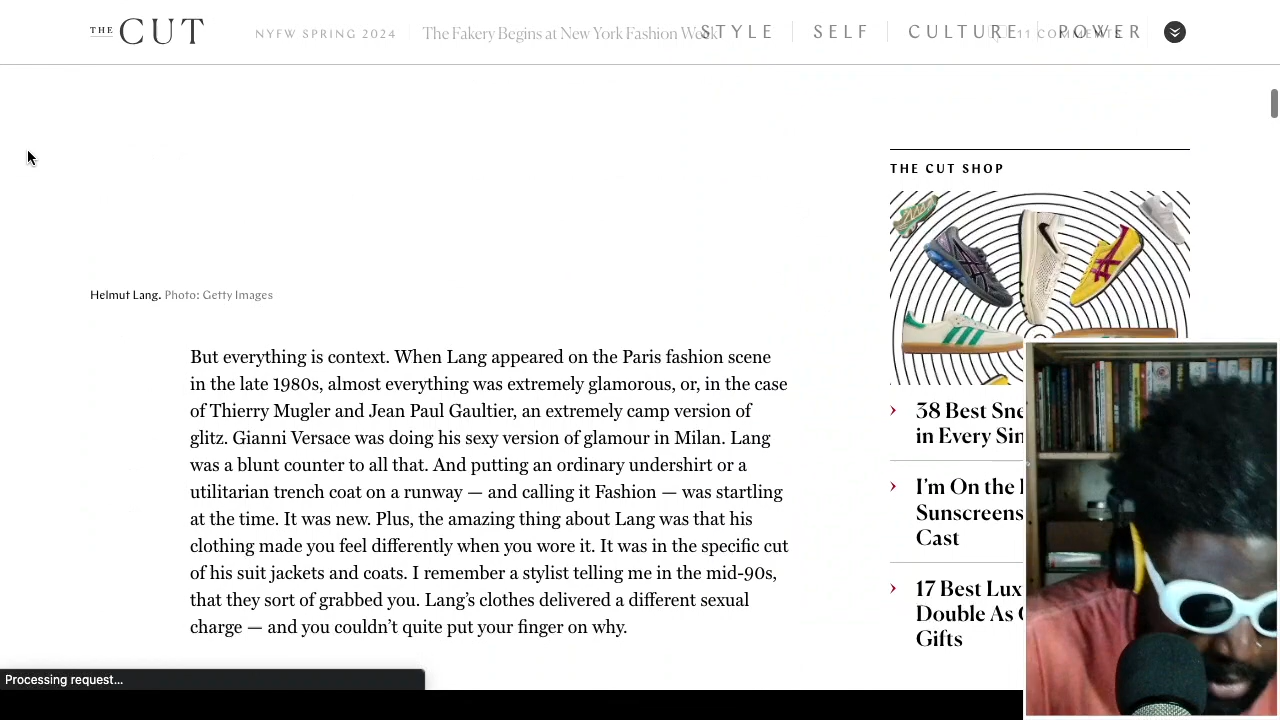 THE CUT
NYFW SPRING 2024
The Fakery Begins at New York Fashion Week
STYLE
SELF
CULTURE
POWER
11 COMMENTS
THE CUT SHOP
Helmut Lang. Photo: Getty Images
But everything is context. When Lang appeared on the Paris fashion scene
in the late 1980s, almost everything was extremely glamorous, or, in the case
of Thierry Mugler and Jean Paul Gaultier, an extremely camp version of
glitz. Gianni Versace was doing his sexy version of glamour in Milan. Lang
was a blunt counter to all that. And putting an ordinary undershirt or a
utilitarian trench coat on a runway — and calling it Fashion — was startling
at the time. It was new. Plus, the amazing thing about Lang was that his
clothing made you feel differently when you wore it. It was in the specific cut
of his suit jackets and coats. I remember a stylist telling me in the mid-90s,
that they sort of grabbed you. Lang’s clothes delivered a different sexual
charge — and you couldn’t quite put your finger on why.
38 Best Sne
in Every Sin
I'm On the
Sunscreens
Cast
17 Best Lux
Double As
Gifts
Processing request...